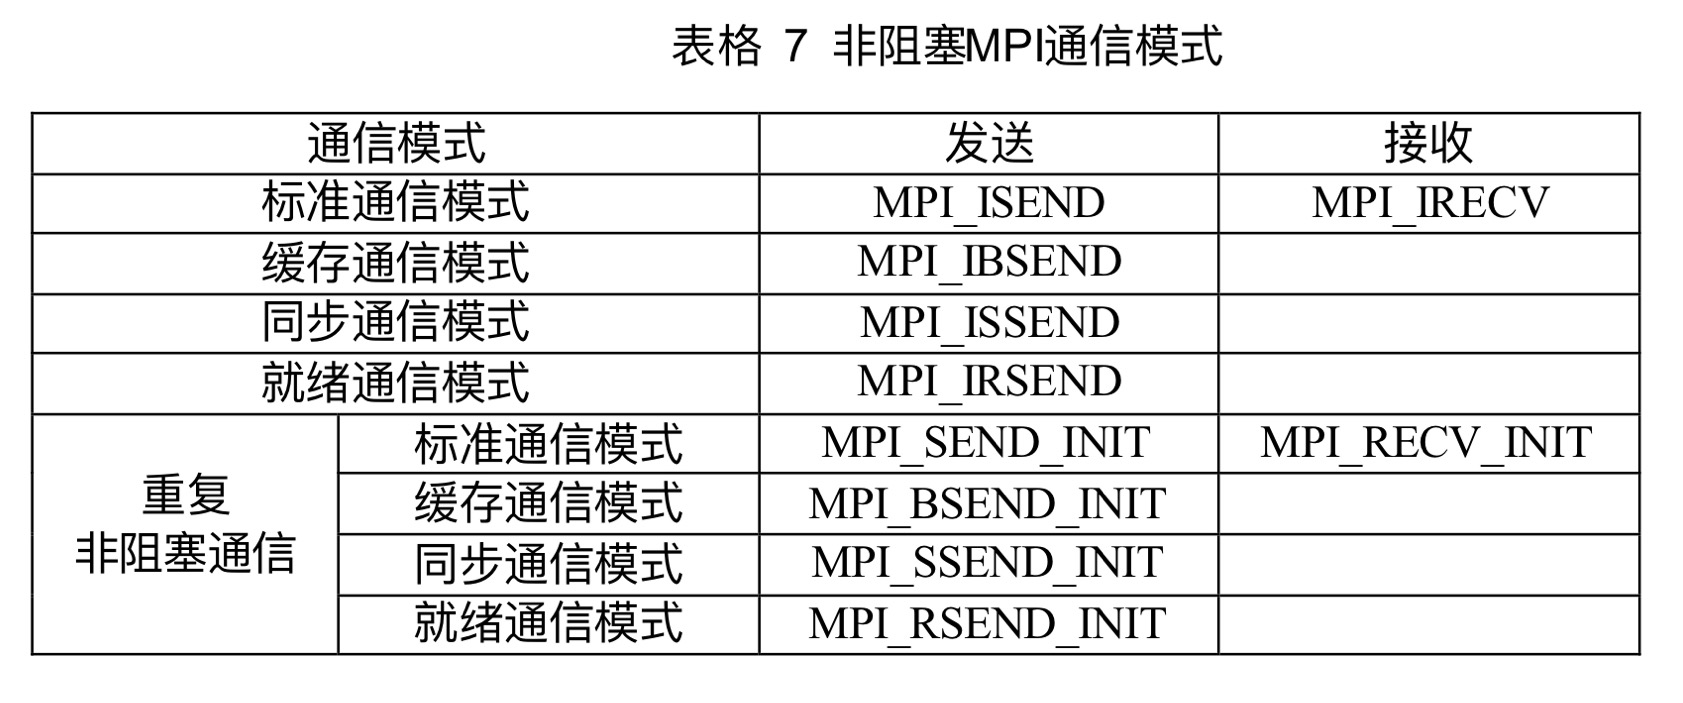 表格 7 非阻塞MPI通信模式
通信模式 发送 接收
标准通信模式 MPI_ISEND MPI_IRECV
缓存通信模式 MPI_IBSEND
同步通信模式 MPI_ISSEND
就绪通信模式 MPI_IRSEND
重复
非阻塞通信
标准通信模式 MPI_SEND_INIT MPI_RECV_INIT
缓存通信模式 MPI_BSEND_INIT
同步通信模式 MPI_SSEND_INIT
就绪通信模式 MPI_RSEND_INIT